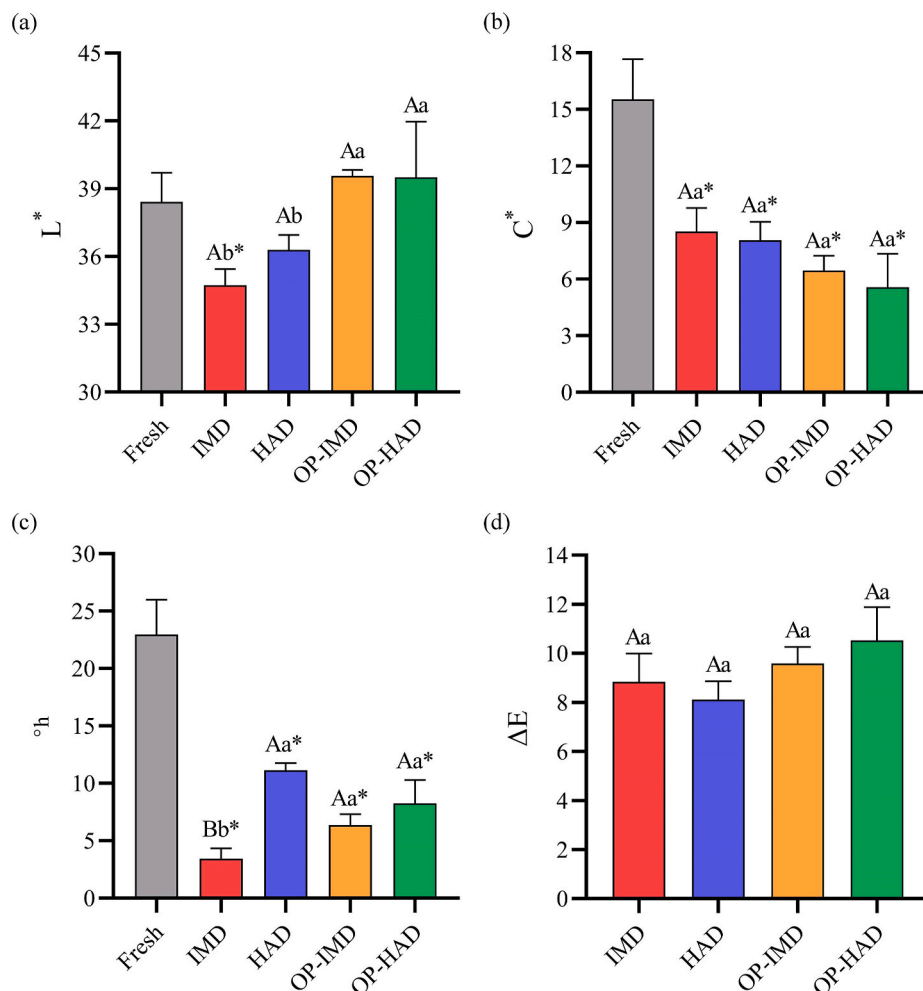 (a)
45
42
39
36
33
30
L*
Ab*
Ab
Aa
Aa
Fresh
IMD
HAD
OP-IMD
OP-HAD
(b)
18
15
12
9
6
3
0
C*
Aa*
Aa*
Aa*
Aa*
Fresh
IMD
HAD
OP-IMD
OP-HAD
(c)
30
25
20
15
10
5
0
°h
Bb*
Aa*
Aa*
Aa*
Fresh
IMD
HAD
OP-IMD
OP-HAD
(d)
14
12
10
8
6
4
2
0
ΔE
Aa
Aa
Aa
Aa
IMD
HAD
OP-IMD
OP-HAD